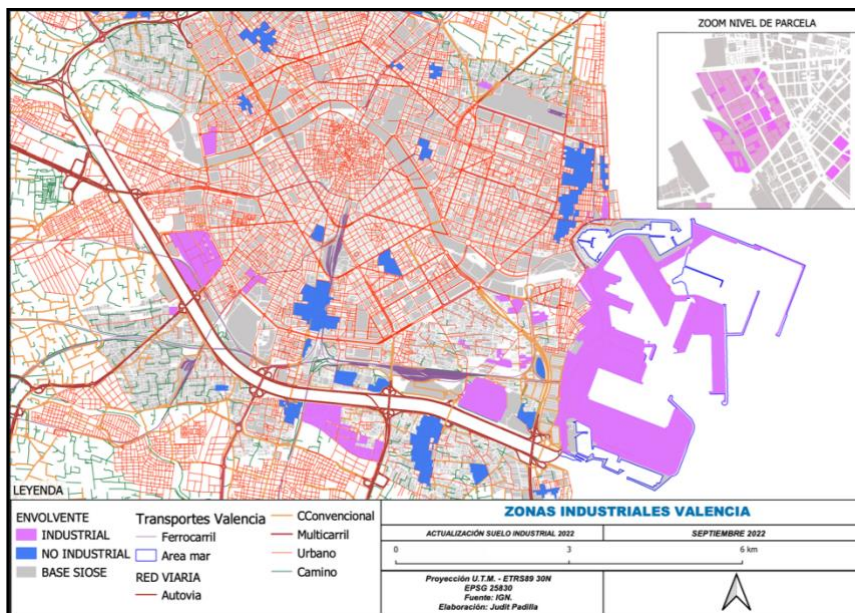 ZOOM NIVEL DE PARCELA
LEYENDA
ENVOLVENTE
INDUSTRIAL
NO INDUSTRIAL
BASE SIOSE
Transportes Valencia
Ferrocarril
Area mar
RED VIARIA
Autovia
CConvencional
Multicarril
Urbano
Camino
ZONAS INDUSTRIALES VALENCIA
ACTUALIZACIÓN SUELO INDUSTRIAL 2022
SEPTIEMBRE 2022
0 3 6 km
Proyección U.T.M. - ETRS89 30N
EPSG 25830
Fuente: IGN.
Elaboración: Judit Padilla